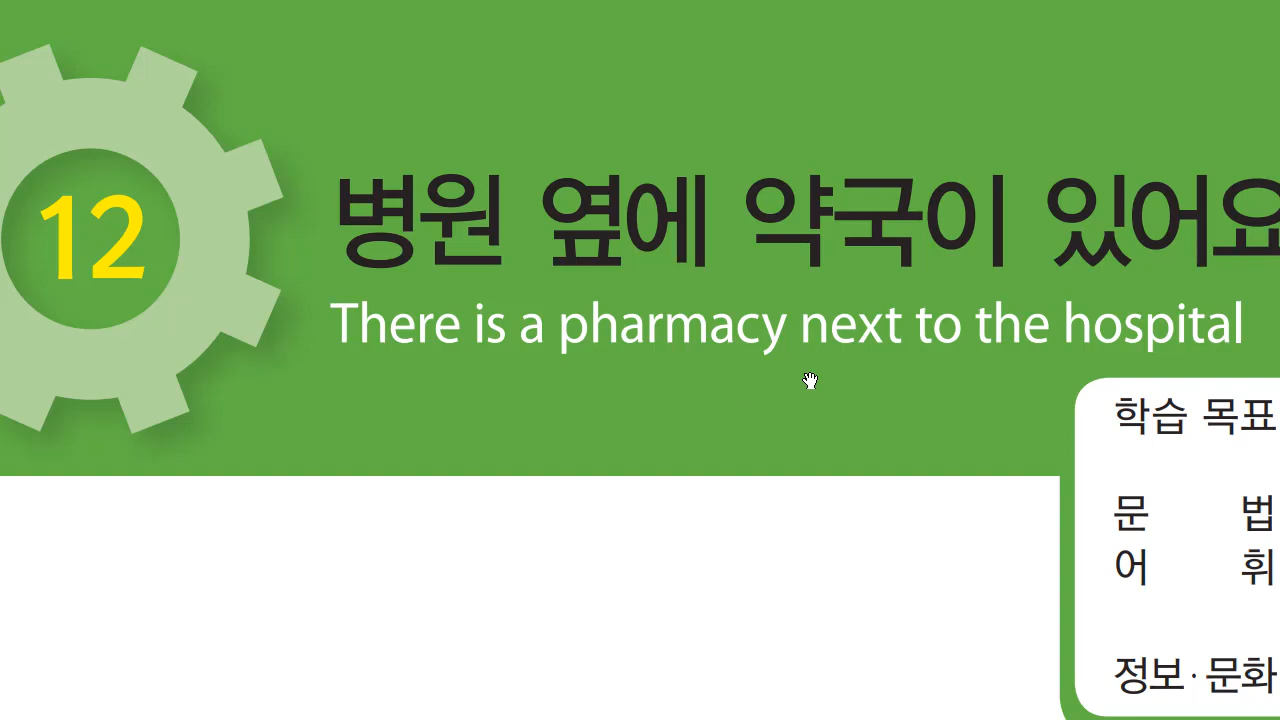 12
병원 옆에 약국이 있어요
There is a pharmacy next to the hospital
학습 목표
문 법
어 휘
정보·문화